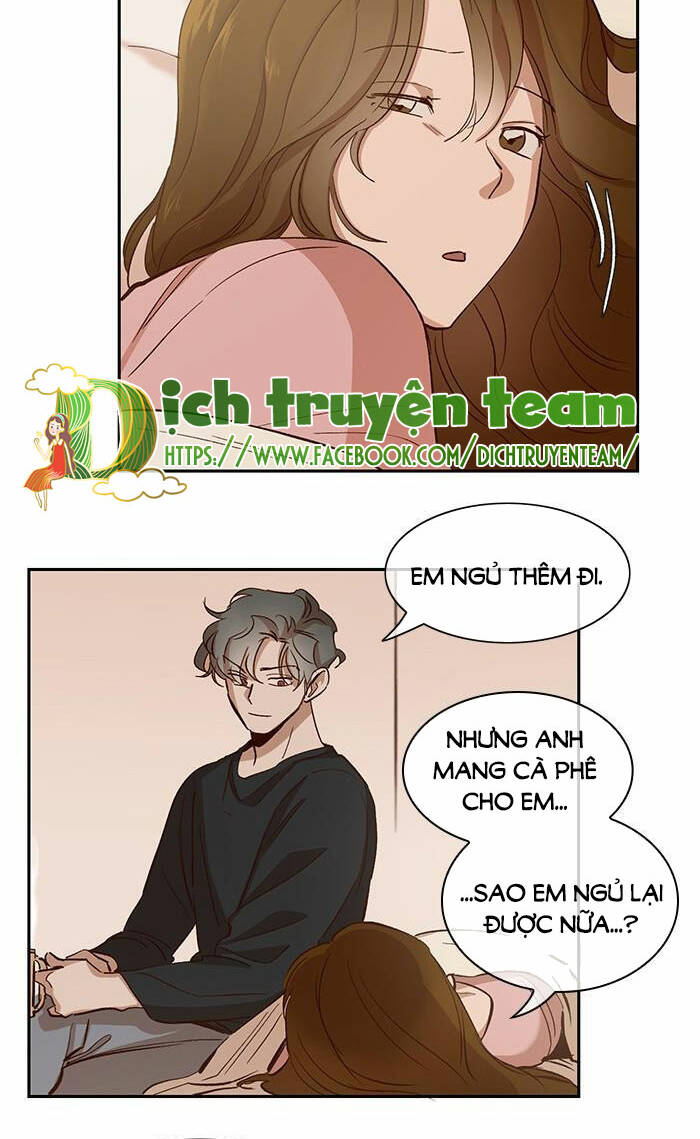 Dịch truyện team
HTTPS://WWW.FACEBOOK.COM/DICHTRUYENTEAM/
EM NGỦ THÊM ĐI.
NHƯNG ANH
MANG CÀ PHÊ
CHO EM...
...SAO EM NGỦ LẠI
ĐƯỢC NỮA...?